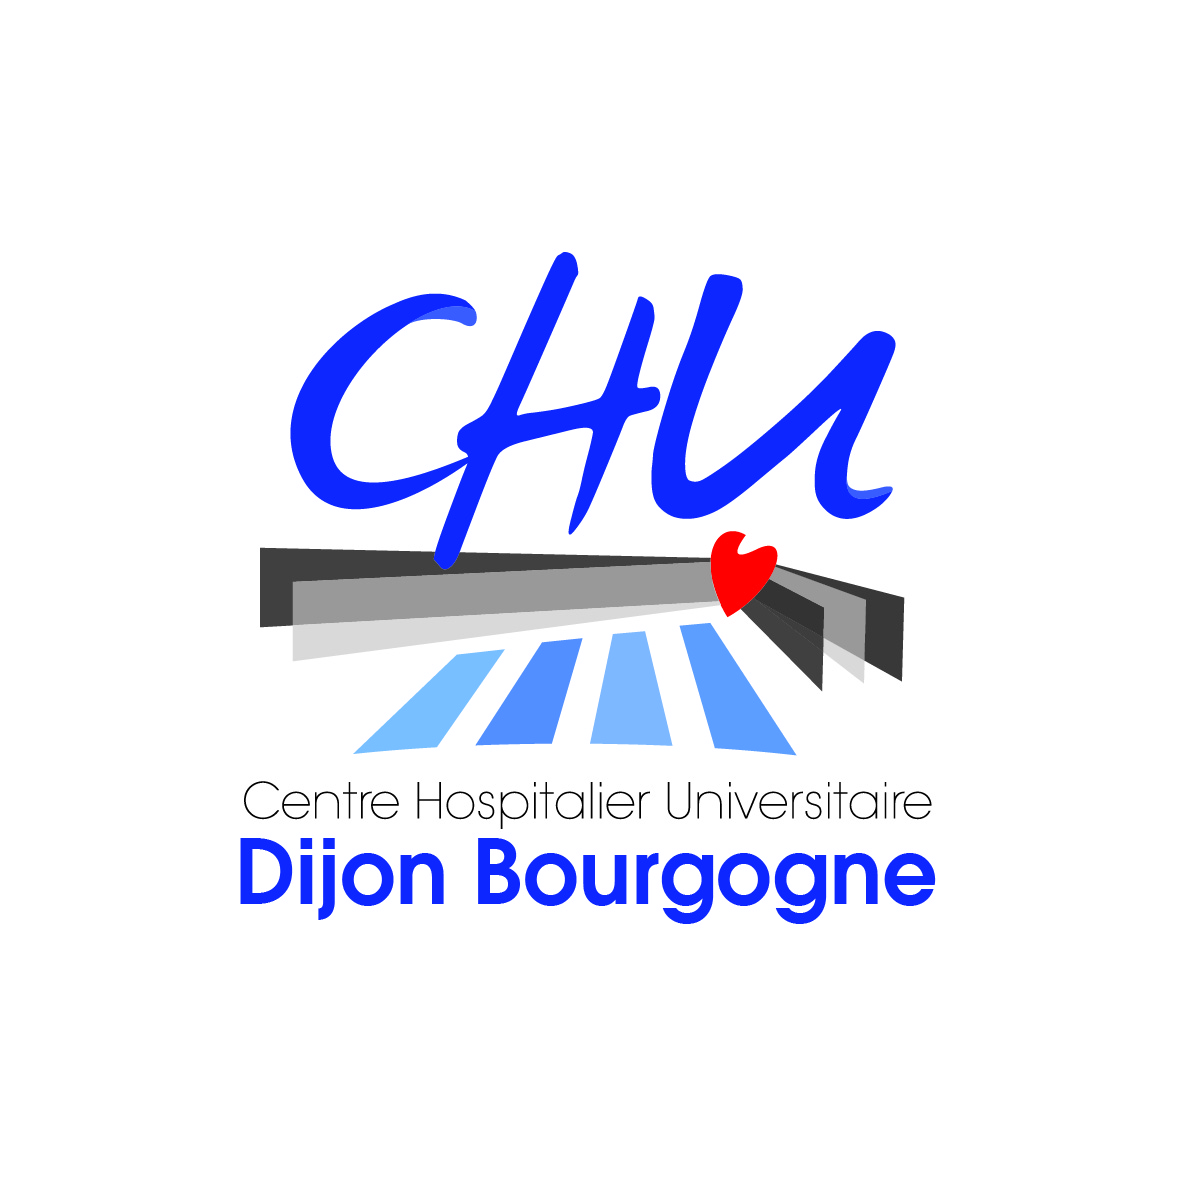 CHU
Centre Hospitalier Universitaire
Dijon Bourgogne